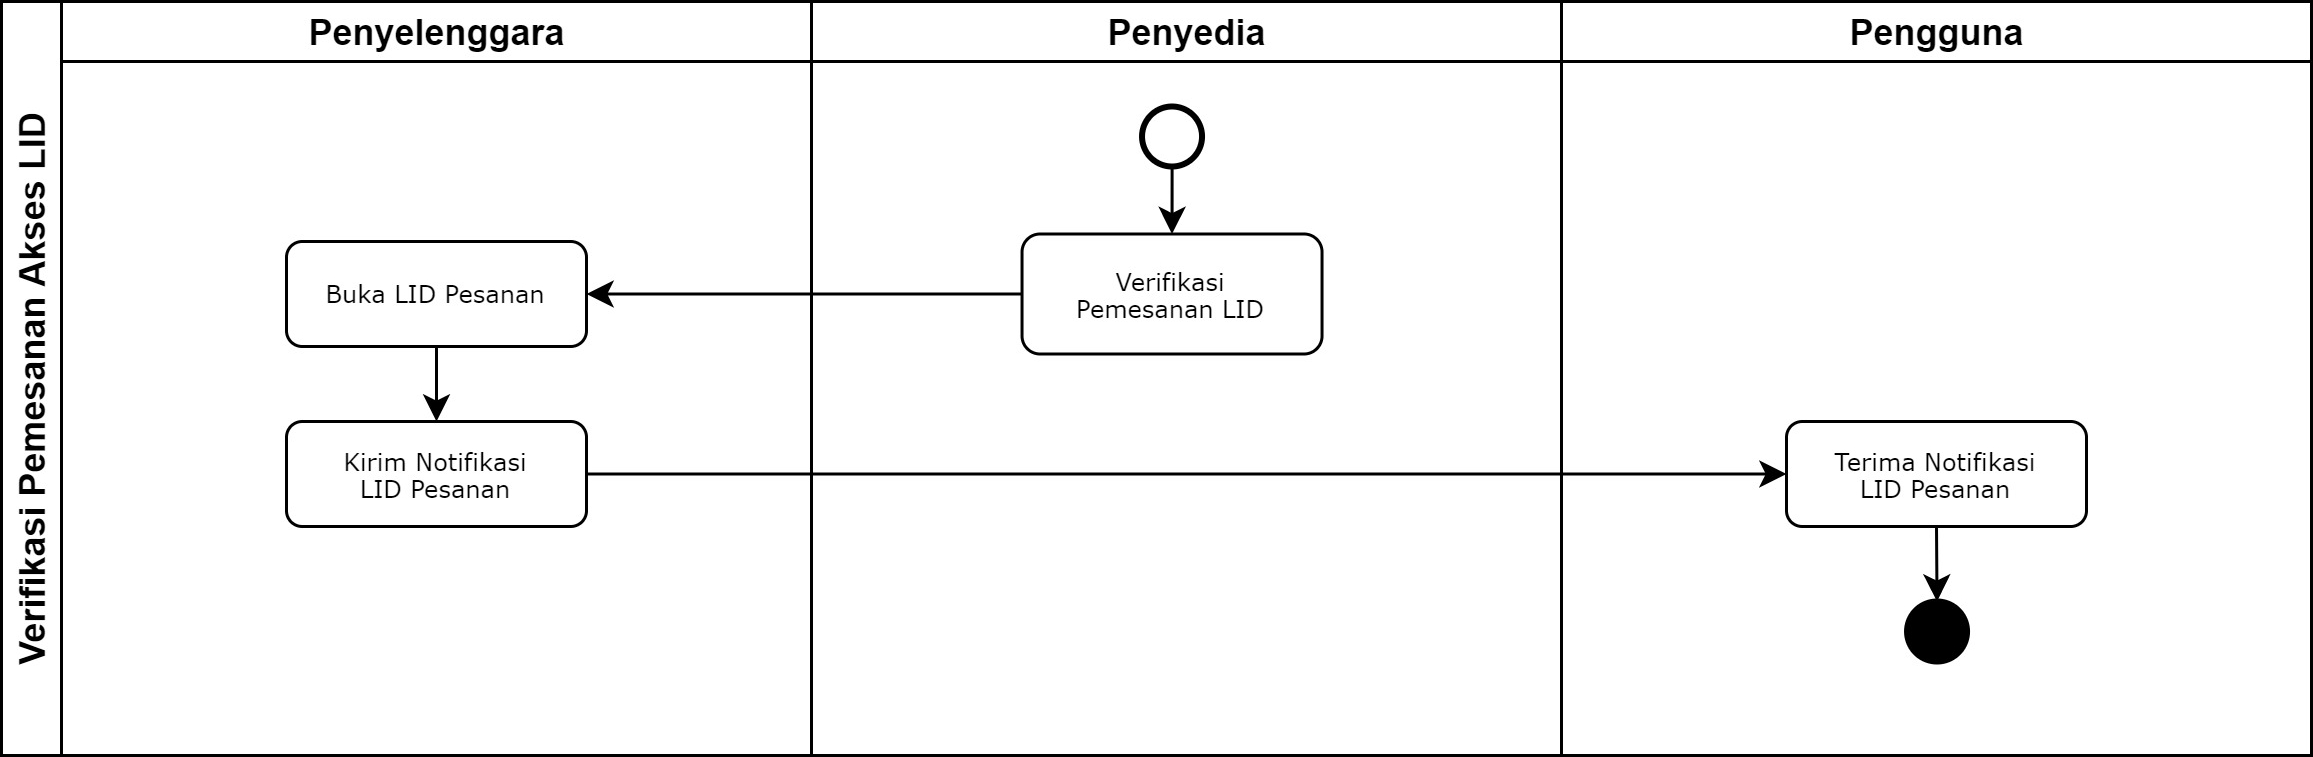 Verifikasi Pemesanan Akses LID
Penyelenggara
Penyedia
Pengguna
Verifikasi
Pemesanan LID
Buka LID Pesanan
Kirim Notifikasi
LID Pesanan
Terima Notifikasi
LID Pesanan